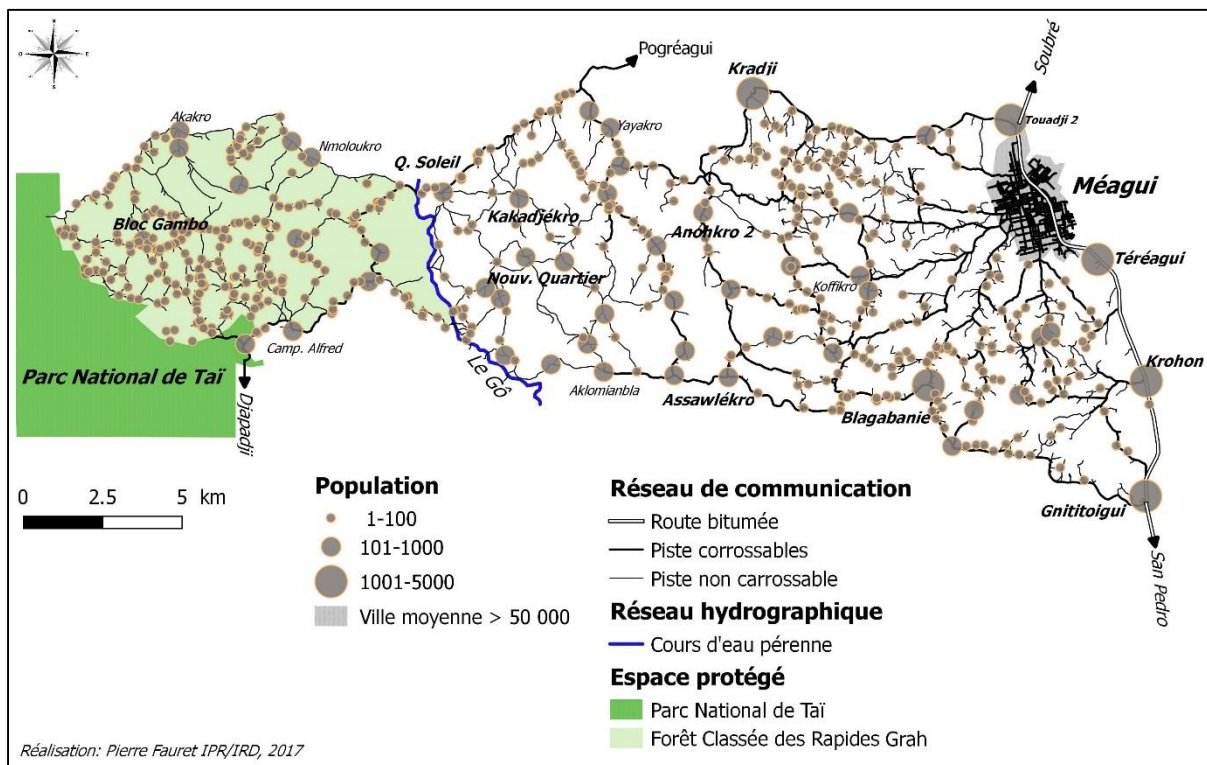 N
O
E
S
Pogréagui
Soubré
Kradji
Akakro
Touadji 2
Yayakro
Nmoloukro
Q. Soleil
Méagui
Kakadjékro
Bloc Gambo
Anohkro 2
Téréagui
Nouv. Quartier
Koffikro
Camp. Alfred
Krohon
Parc National de Taï
Le Gô
Aklomianbla
Assawlékro
Blagabanie
Djapadji
Gnititoigui
San Pedro
0 2.5 5 km
Population
1-100
101-1000
1001-5000
Ville moyenne > 50 000
Réseau de communication
Route bitumée
Piste corrossables
Piste non carrossable
Réseau hydrographique
Cours d'eau pérenne
Espace protégé
Parc National de Taï
Forêt Classée des Rapides Grah
Réalisation: Pierre Fauret IPR/IRD, 2017